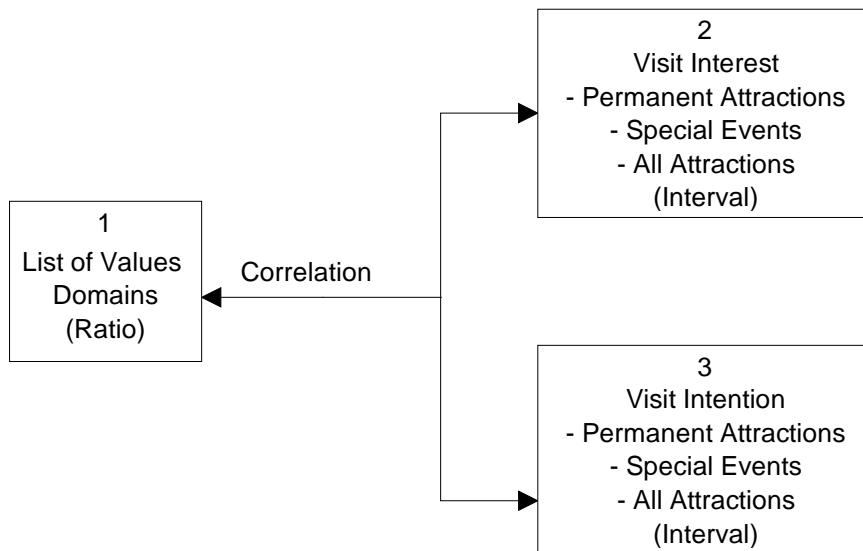 1
List of Values
Domains
(Ratio)
Correlation
2
Visit Interest
- Permanent Attractions
- Special Events
- All Attractions
(Interval)
3
Visit Intention
- Permanent Attractions
- Special Events
- All Attractions
(Interval)